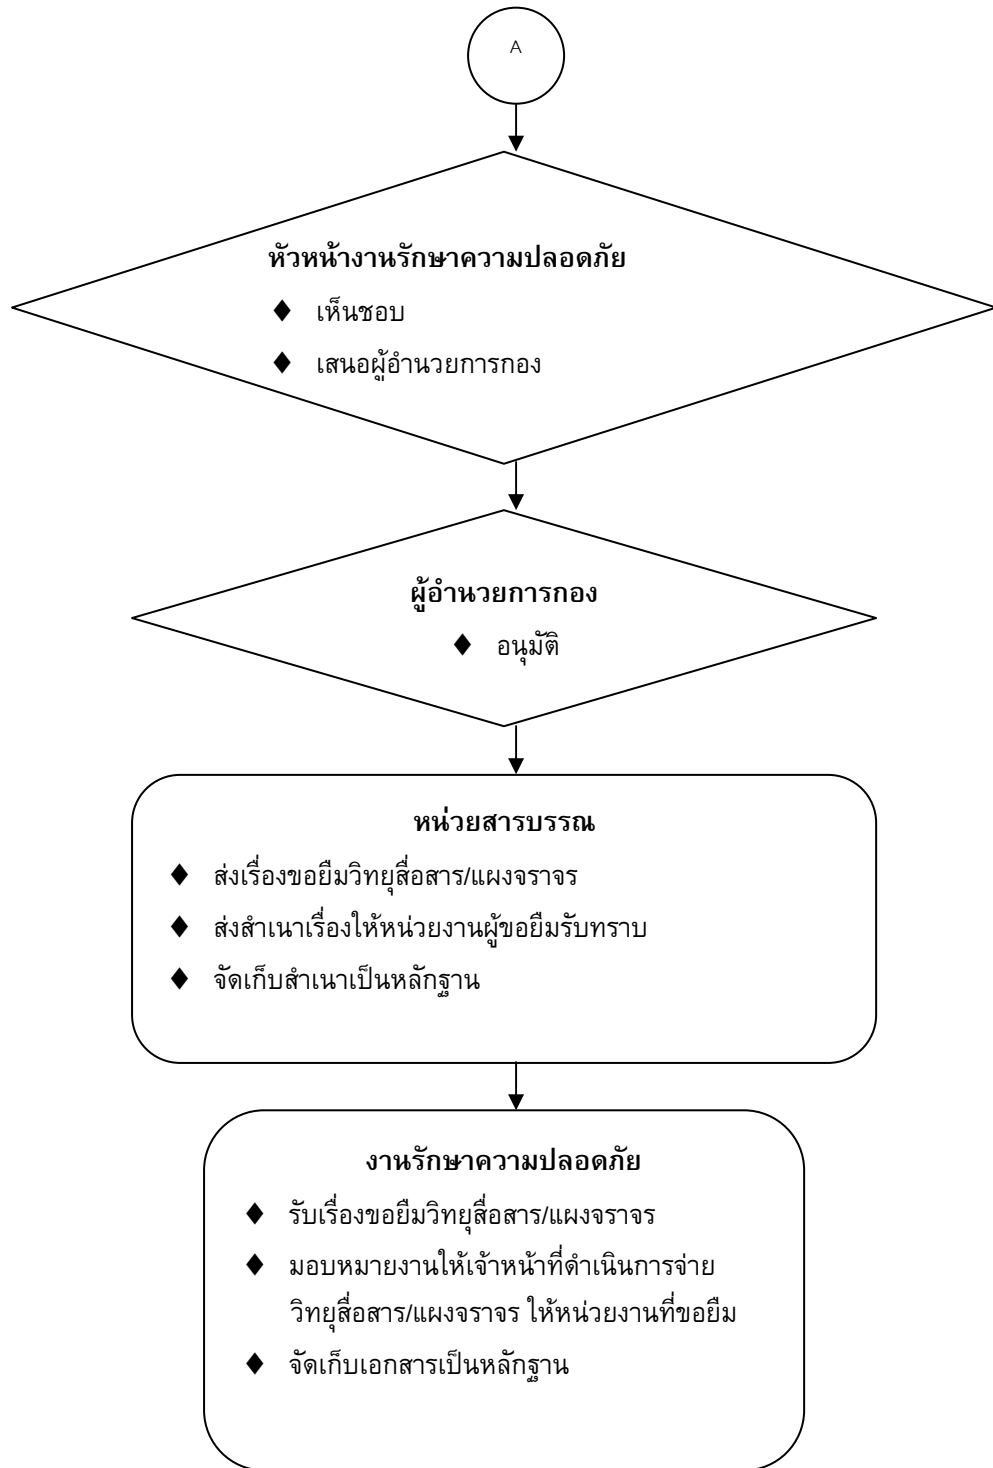 A
หัวหน้างานรักษาความปลอดภัย
♦ เห็นชอบ
♦ เสนอผู้อำนวยการกอง
ผู้อำนวยการกอง
♦ อนุมัติ
หน่วยสารบรรณ
♦ ส่งเรื่องขอยืมวิทยุสื่อสาร/แผงจราจร
♦ ส่งสำเนาเรื่องให้หน่วยงานผู้ขอยืมรับทราบ
♦ จัดเก็บสำเนาเป็นหลักฐาน
งานรักษาความปลอดภัย
♦ รับเรื่องขอยืมวิทยุสื่อสาร/แผงจราจร
♦ มอบหมายงานให้เจ้าหน้าที่ดำเนินการจ่าย
วิทยุสื่อสาร/แผงจราจร ให้หน่วยงานที่ขอยืม
♦ จัดเก็บเอกสารเป็นหลักฐาน